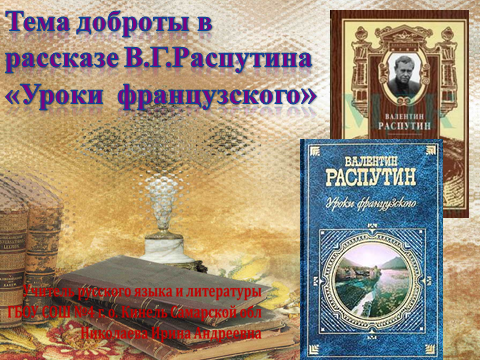 Тема доброты в
рассказе В.Г.Распутина
«Уроки французского»
ВАЛЕНТИН
РАСПУТИН
ВАЛЕНТИН
РАСПУТИН
Уроки французского
Учитель русского языка и литературы
ГБОУ СОШ г.о. Кинель Самарской обл
Николаева Ирина Андреевна